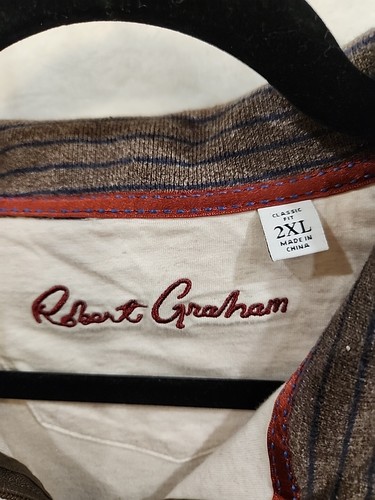 CLASSIC
FIT
2XL
MADE IN
CHINA
Robert Graham